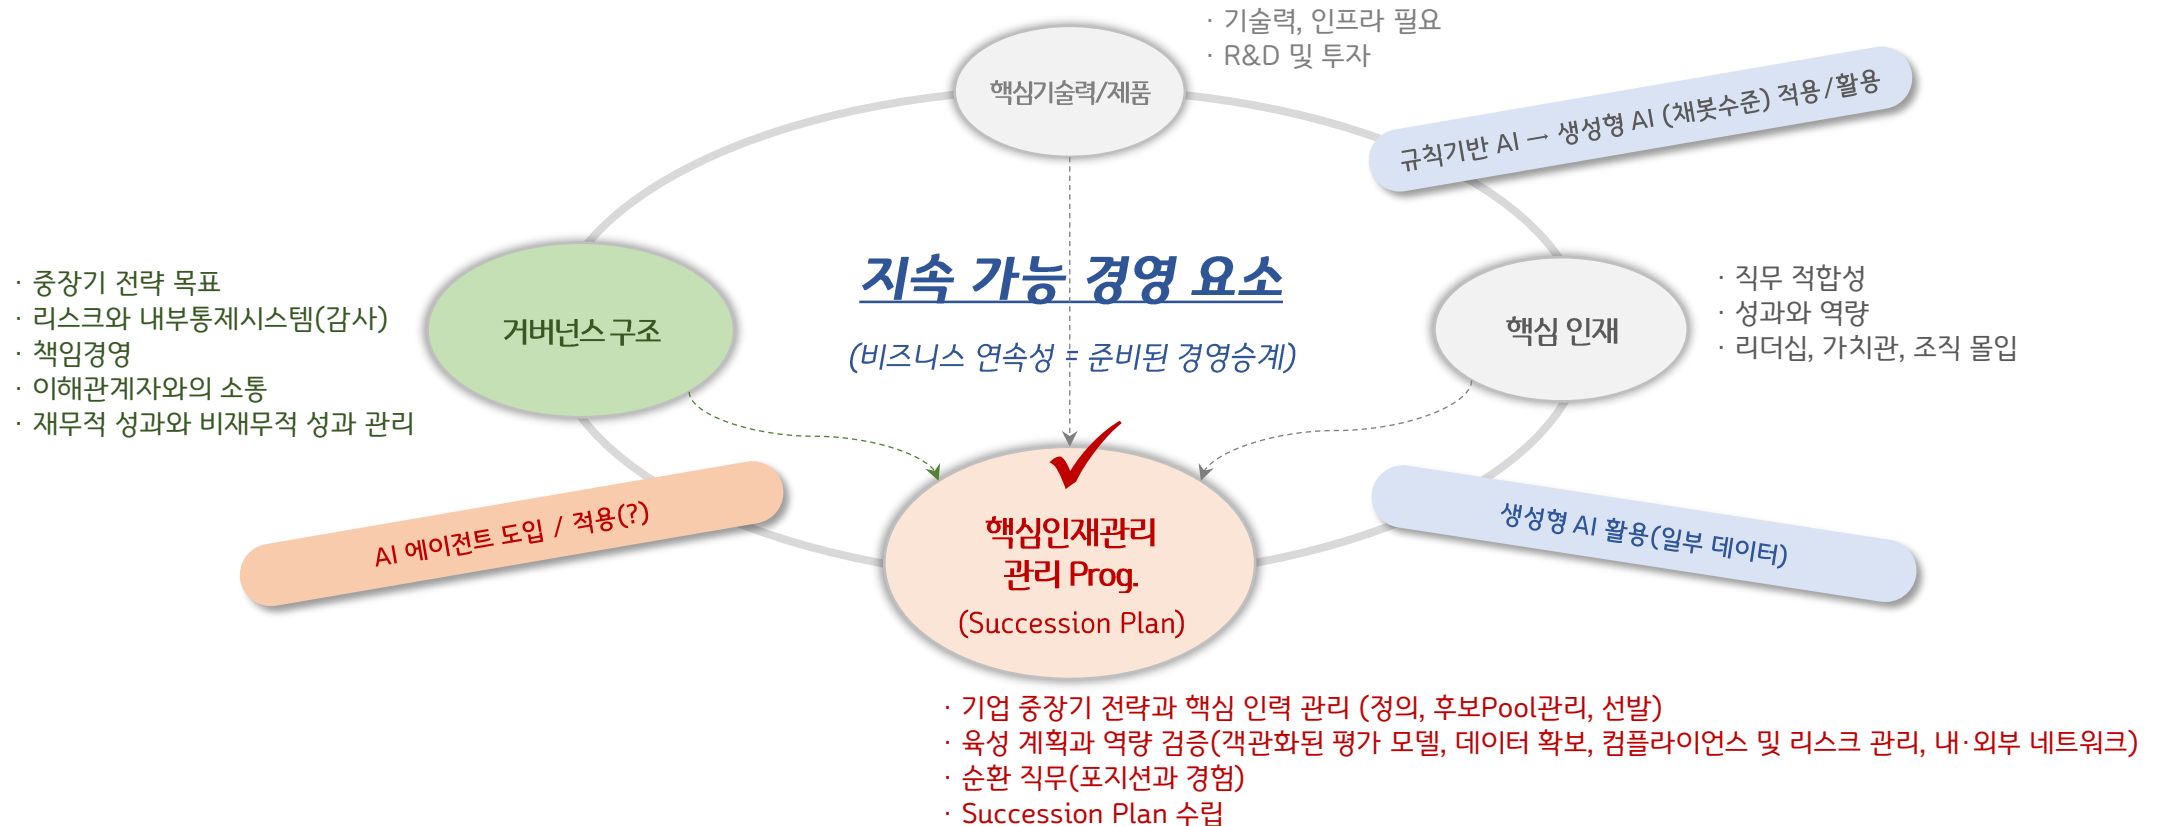 · 기술력, 인프라 필요
· R&D 및 투자
핵심기술력/제품
규칙기반 AI → 생성형 AI (채봇수준) 적용/활용
지속 가능 경영 요소
(비즈니스 연속성 = 준비된 경영승계)
· 중장기 전략 목표
· 리스크와 내부통제시스템(감사)
· 책임경영
· 이해관계자와의 소통
· 재무적 성과와 비재무적 성과 관리
거버넌스 구조
핵심 인재
· 직무 적합성
· 성과와 역량
· 리더십, 가치관, 조직 몰입
AI 에이전트 도입 / 적용(?)
생성형 AI 활용(일부 데이터)
핵심인재관리
관리 Prog.
(Succession Plan)
· 기업 중장기 전략과 핵심 인력 관리 (정의, 후보Pool관리, 선발)
· 육성 계획과 역량 검증(객관화된 평가 모델, 데이터 확보, 컴플라이언스 및 리스크 관리, 내·외부 네트워크)
· 순환 직무(포지션과 경험)
· Succession Plan 수립